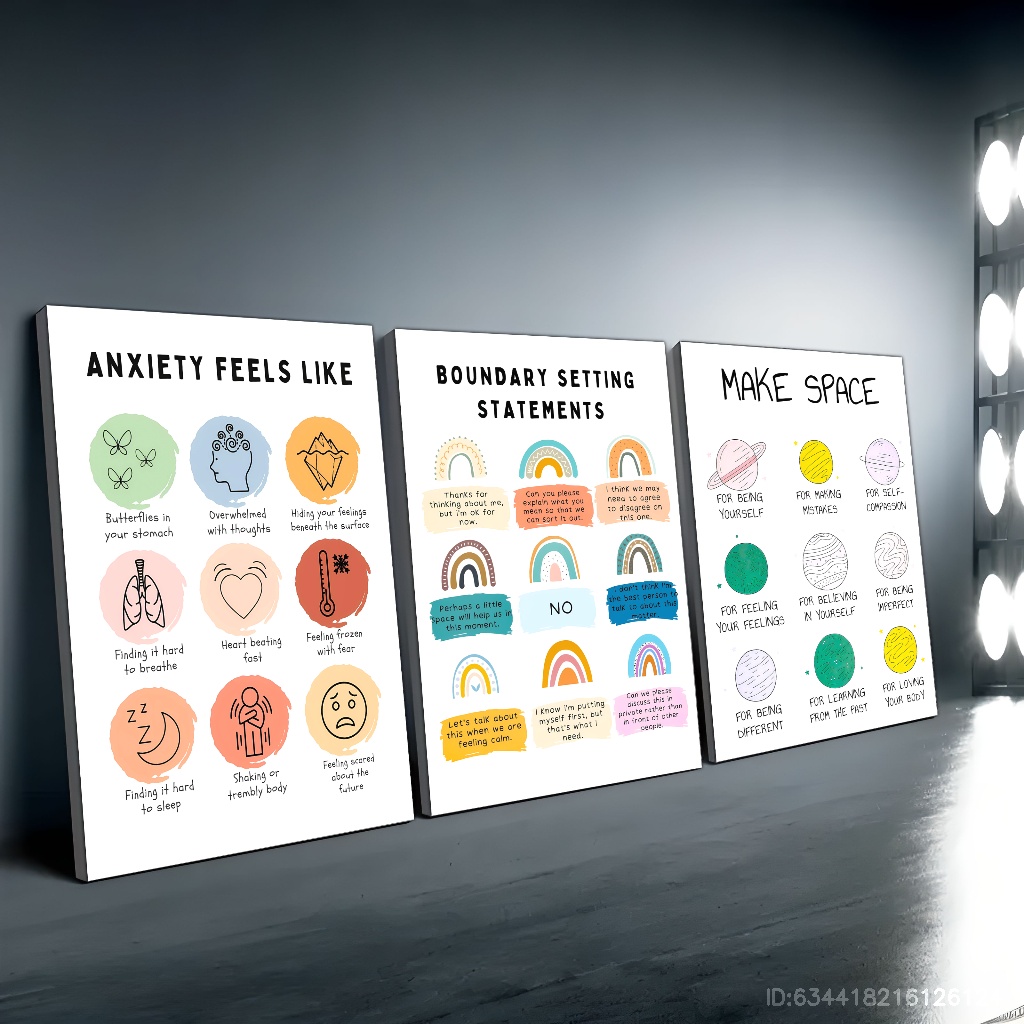 ANXIETY FEELS LIKE
Butterflies in
your stomach
Overwhelmed
with thoughts
Hiding your feelings
beneath the surface
Finding it hard
to breathe
Heart beating
fast
Feeling frozen
with fear
Z Z
Z
Finding it hard
to sleep
Shaking or
trembly body
Feeling scared
about the
future
BOUNDARY SETTING
STATEMENTS
Thanks for
thinking about me,
but i'm ok for
now.
Can you please
explain what you
mean so that we
can sort it out.
I think we may
need to agree
to disagree on
this one.
Perhaps a little
space will help us in
this moment.
NO
I don't think I'm
the best person to
talk to about this
matter.
Let's talk about
this when we are
feeling calm.
I know I'm putting
myself first, but
that's what i
need.
Can we please
discuss this in
private rather than
in front of other
people.
MAKE SPACE
FOR BEING
YOURSELF
FOR MAKING
MISTAKES
FOR SELF-
COMPASSION
FOR FEELING
YOUR FEELINGS
FOR BELIEVING
IN YOURSELF
FOR BEING
IMPERFECT
FOR BEING
DIFFERENT
FOR LEARNING
FROM THE PAST
FOR LOVING
YOUR BODY